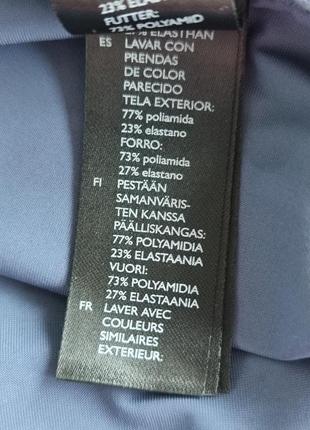 23% ELAS
FUTTER:
73% POLYAMID
27% ELASTHAN
ES LAVAR CON
PRENDAS
DE COLOR
PARECIDO
TELA EXTERIOR:
77% poliamida
23% elastano
FORRO:
73% poliamida
27% elastano
FI PESTÄÄN
SAMANVÄRIS-
TEN KANSSA
PÄÄLLISKANGAS:
77% POLYAMIDIA
23% ELASTAANIA
VUORI:
73% POLYAMIDIA
27% ELASTAANIA
FR LAVER AVEC
COULEURS
SIMILAIRES
EXTERIEUR: